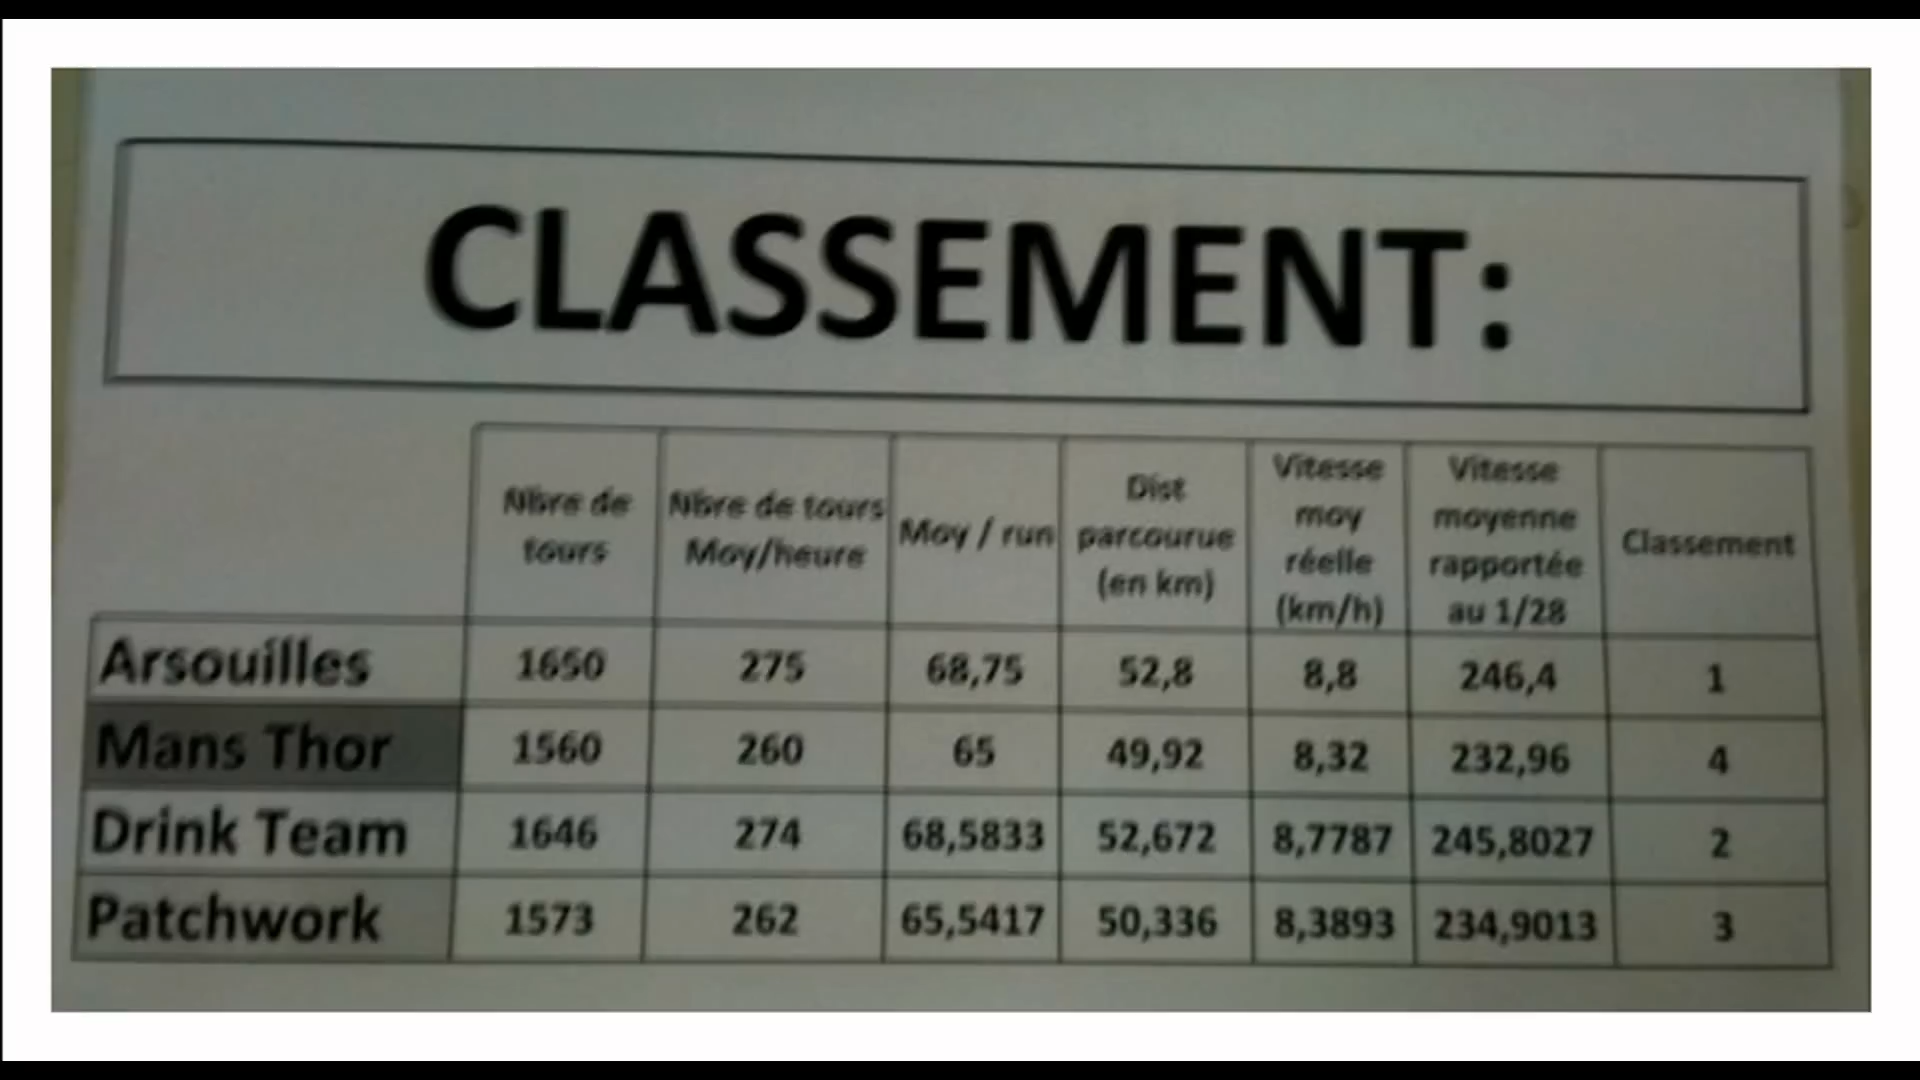 CLASSEMENT:
Nbre de tours Nbre de tours Moy/heure Moy / run Dist parcourue (en km) Vitesse moy réelle (km/h) Vitesse moyenne rapportée au 1/28 Classement
Arsouilles 1650 275 68,75 52,8 8,8 246,4 1
Mans Thor 1560 260 65 49,92 8,32 232,96 4
Drink Team 1646 274 68,5833 52,672 8,7787 245,8027 2
Patchwork 1573 262 65,5417 50,336 8,3893 234,9013 3